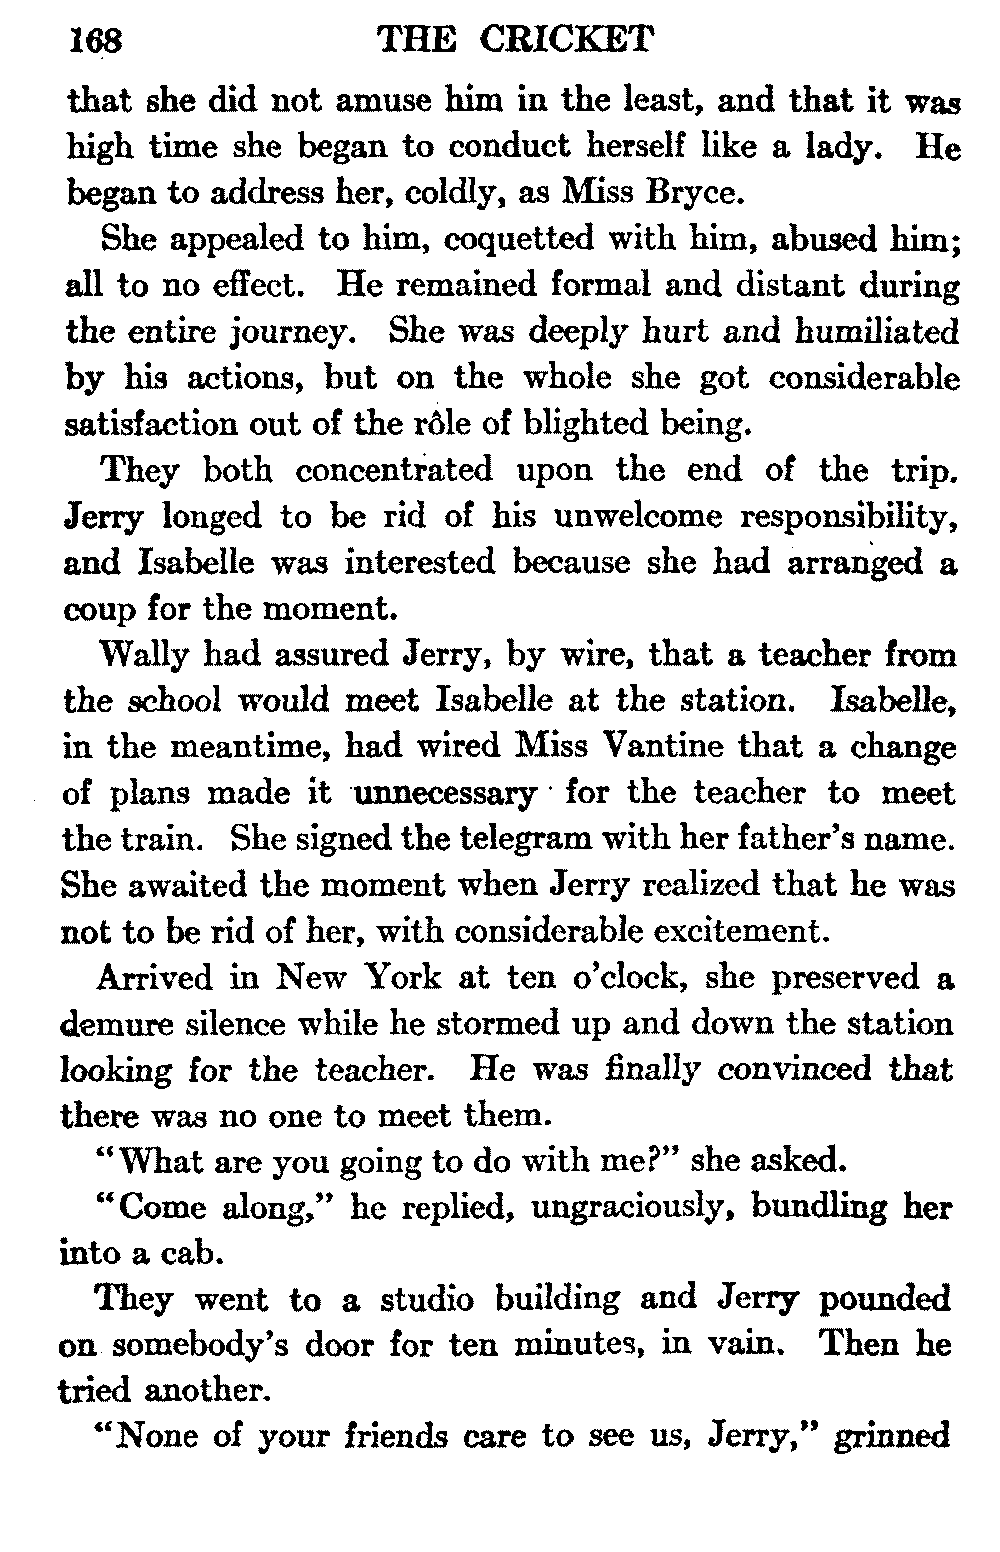 168 THE CRICKET
that she did not amuse him in the least, and that it was
high time she began to conduct herself like a lady. He
began to address her, coldly, as Miss Bryce.
She appealed to him, coquetted with him, abused him;
all to no effect. He remained formal and distant during
the entire journey. She was deeply hurt and humiliated
by his actions, but on the whole she got considerable
satisfaction out of the rôle of blighted being.
They both concentrated upon the end of the trip.
Jerry longed to be rid of his unwelcome responsibility,
and Isabelle was interested because she had arranged a
coup for the moment.
Wally had assured Jerry, by wire, that a teacher from
the school would meet Isabelle at the station. Isabelle,
in the meantime, had wired Miss Vantine that a change
of plans made it unnecessary for the teacher to meet
the train. She signed the telegram with her father's name.
She awaited the moment when Jerry realized that he was
not to be rid of her, with considerable excitement.
Arrived in New York at ten o'clock, she preserved a
demure silence while he stormed up and down the station
looking for the teacher. He was finally convinced that
there was no one to meet them.
"What are you going to do with me?" she asked.
"Come along," he replied, ungraciously, bundling her
into a cab.
They went to a studio building and Jerry pounded
on somebody's door for ten minutes, in vain. Then he
tried another.
"None of your friends care to see us, Jerry," grinned